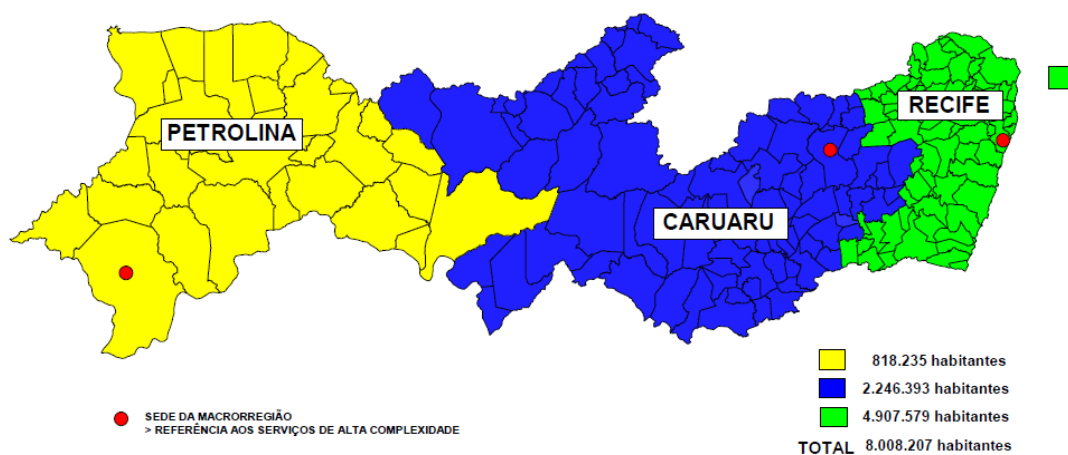 RECIFE
PETROLINA
CARUARU
818.235 habitantes
2.246.393 habitantes
4.907.579 habitantes
TOTAL 8.008.207 habitantes
SEDE DA MACRORREGIÃO
> REFERÊNCIA AOS SERVIÇOS DE ALTA COMPLEXIDADE